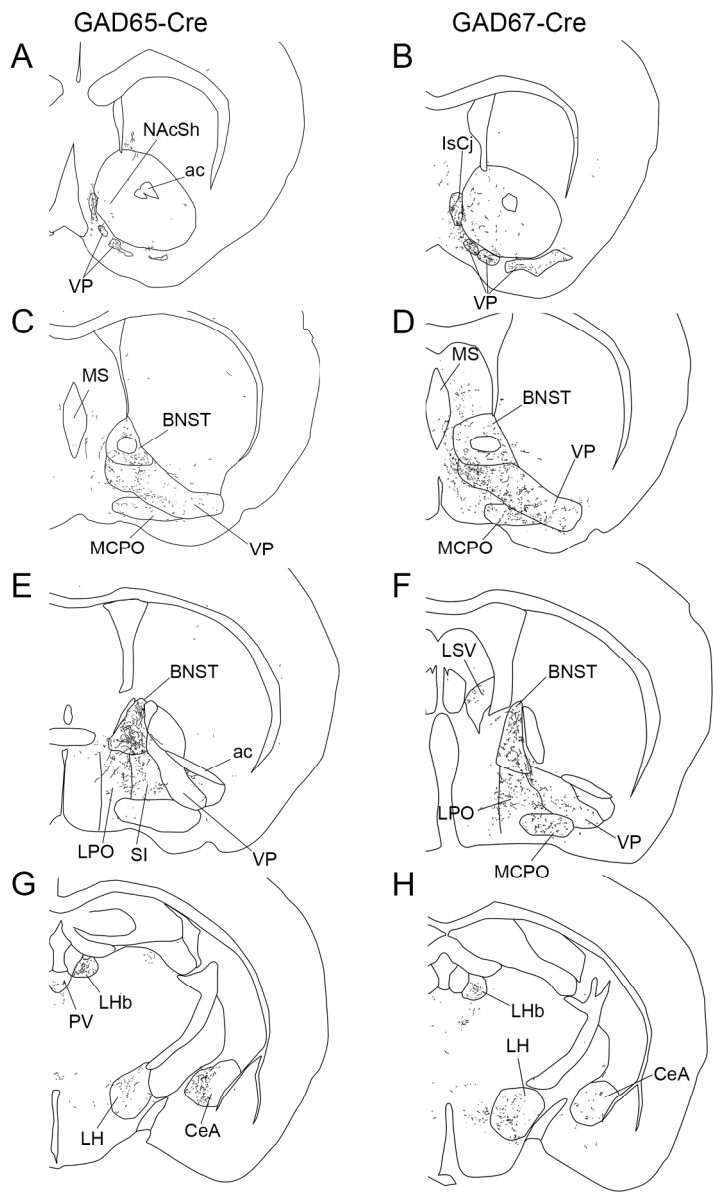 GAD65-Cre
GAD67-Cre
A
NAcSh
ac
VP
B
IsCj
VP
C
MS
BNST
MCPO
VP
D
MS
BNST
VP
MCPO
E
BNST
ac
LPO
SI
VP
F
LSV
BNST
LPO
VP
MCPO
G
LHb
PV
LH
CeA
H
LHb
LH
CeA